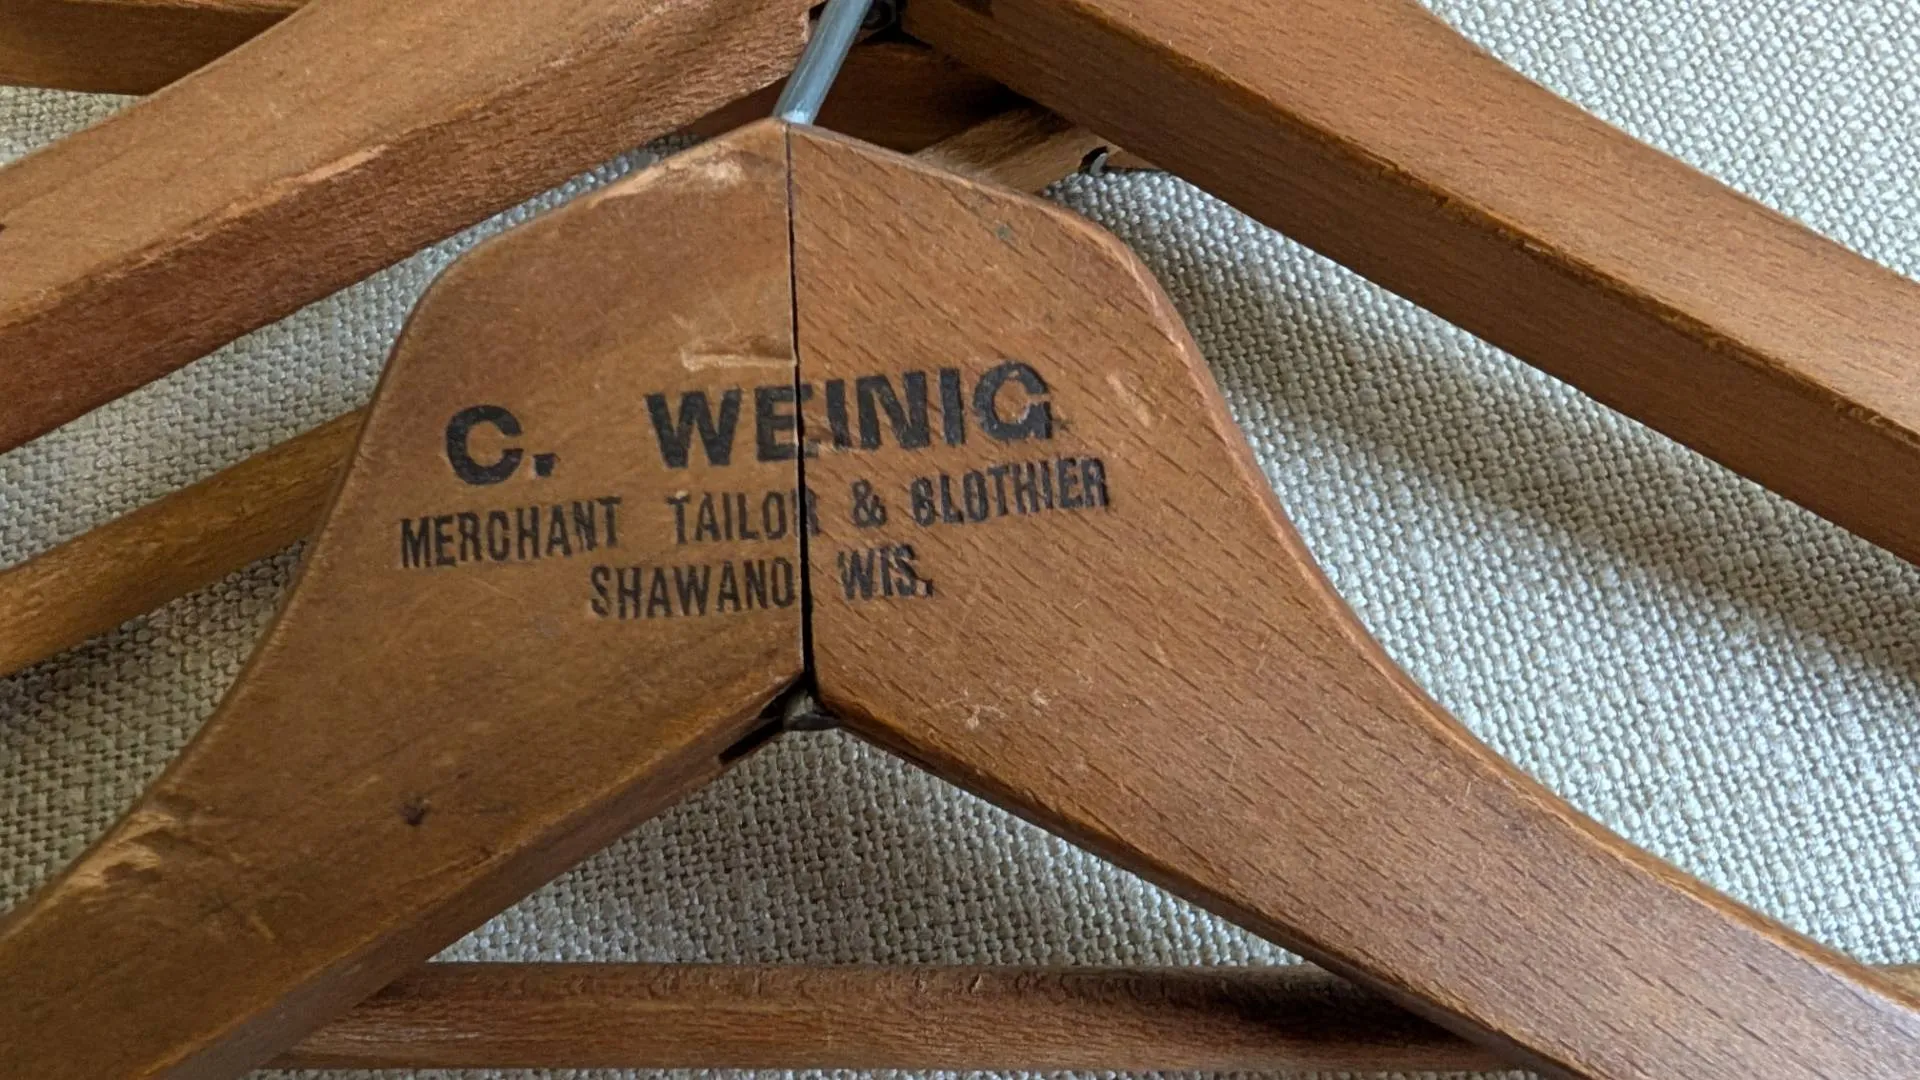 C. WEINIG
MERCHANT TAILOR & CLOTHIER
SHAWANO WIS.